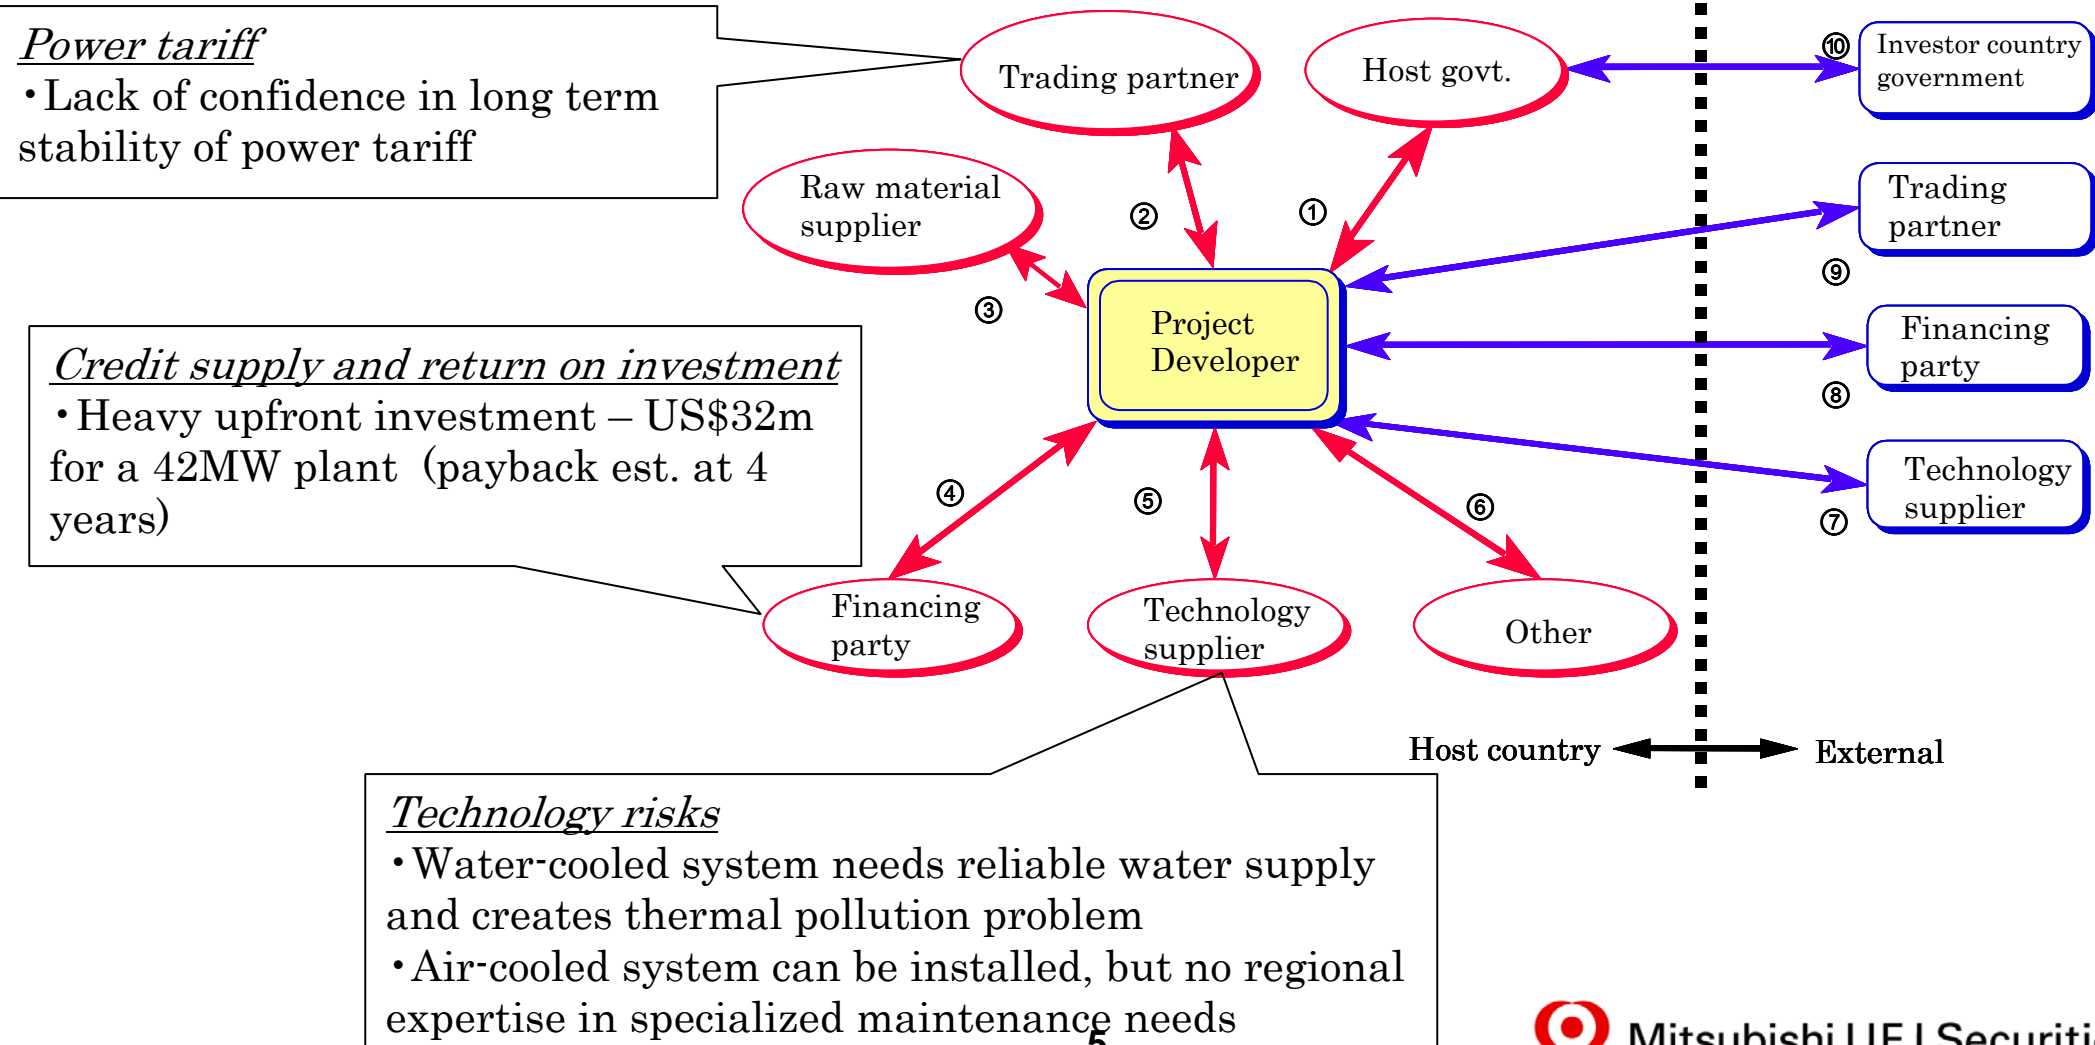 Power tariff
・Lack of confidence in long term
stability of power tariff
Trading partner
Host govt.
⑩
Investor country
government
Raw material
supplier
②
①
Trading
partner
⑨
③
Project
Developer
Financing
party
⑧
Credit supply and return on investment
・Heavy upfront investment – US$32m
for a 42MW plant (payback est. at 4
years)
④
⑤
⑥
Technology
supplier
⑦
Financing
party
Technology
supplier
Other
Host country
External
Technology risks
・Water-cooled system needs reliable water supply
and creates thermal pollution problem
・Air-cooled system can be installed, but no regional
expertise in specialized maintenance needs
5
Mitsubishi UFJ Securiti